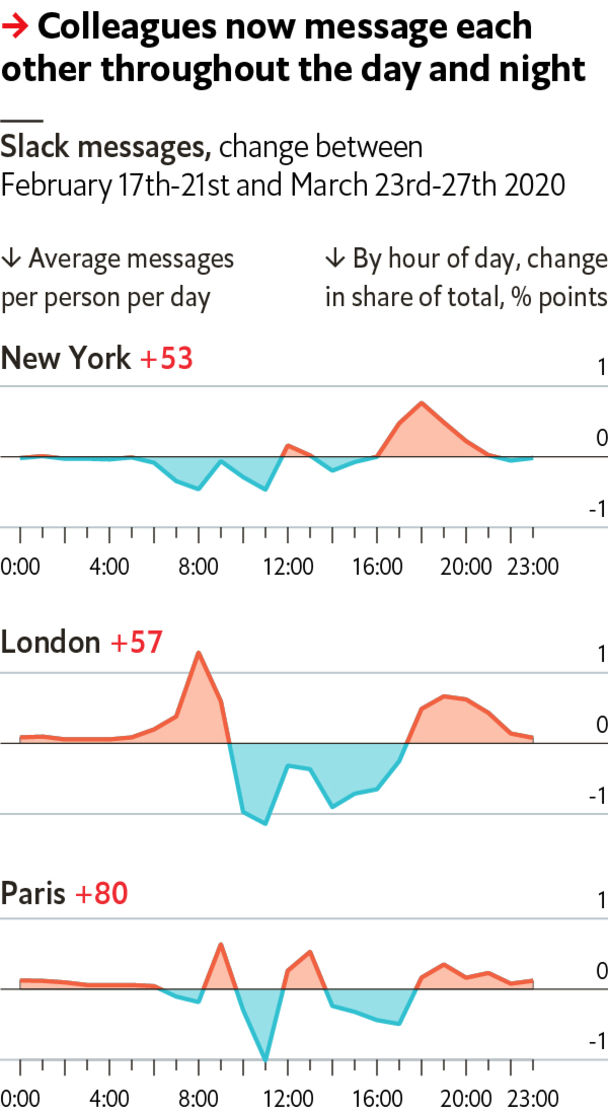 → Colleagues now message each
other throughout the day and night
Slack messages, change between
February 17th-21st and March 23rd-27th 2020
↓ Average messages
per person per day
↓ By hour of day, change
in share of total, % points
New York +53
1
0
-1
0:00 4:00 8:00 12:00 16:00 20:00 23:00
London +57
1
0
-1
Paris +80
1
0
-1
0:00 4:00 8:00 12:00 16:00 20:00 23:00